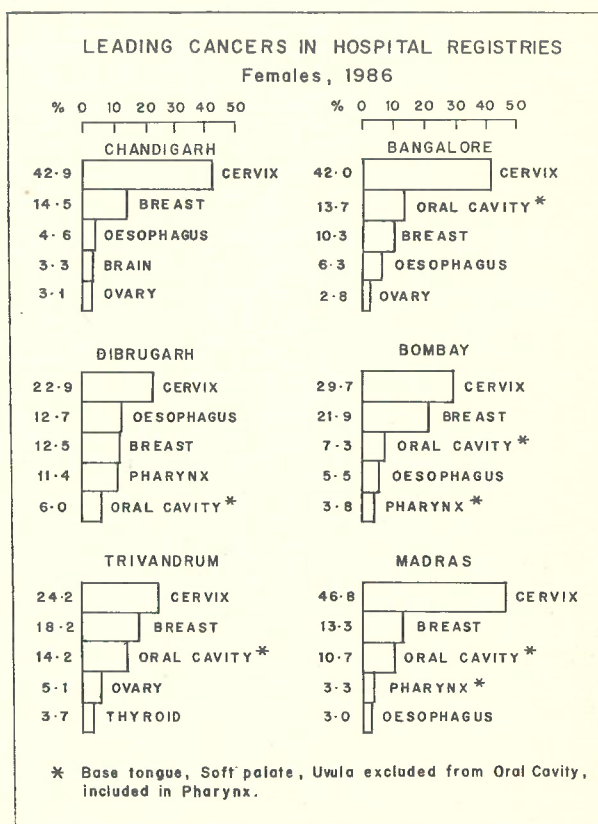 LEADING CANCERS IN HOSPITAL REGISTRIES
Females, 1986
% 0 10 20 30 40 50
CHANDIGARH
42·9 CERVIX
14·5 BREAST
4·6 OESOPHAGUS
3·3 BRAIN
3·1 OVARY
% 0 10 20 30 40 50
BANGALORE
42·0 CERVIX
13·7 ORAL CAVITY *
10·3 BREAST
6·3 OESOPHAGUS
2·8 OVARY
DIBRUGARH
22·9 CERVIX
12·7 OESOPHAGUS
12·5 BREAST
11·4 PHARYNX
6·0 ORAL CAVITY *
BOMBAY
29·7 CERVIX
21·9 BREAST
7·3 ORAL CAVITY *
5·5 OESOPHAGUS
3·8 PHARYNX *
TRIVANDRUM
24·2 CERVIX
18·2 BREAST
14·2 ORAL CAVITY *
5·1 OVARY
3·7 THYROID
MADRAS
46·8 CERVIX
13·3 BREAST
10·7 ORAL CAVITY *
3·3 PHARYNX *
3·0 OESOPHAGUS
* Base tongue, Soft palate, Uvula excluded from Oral Cavity,
included in Pharynx.